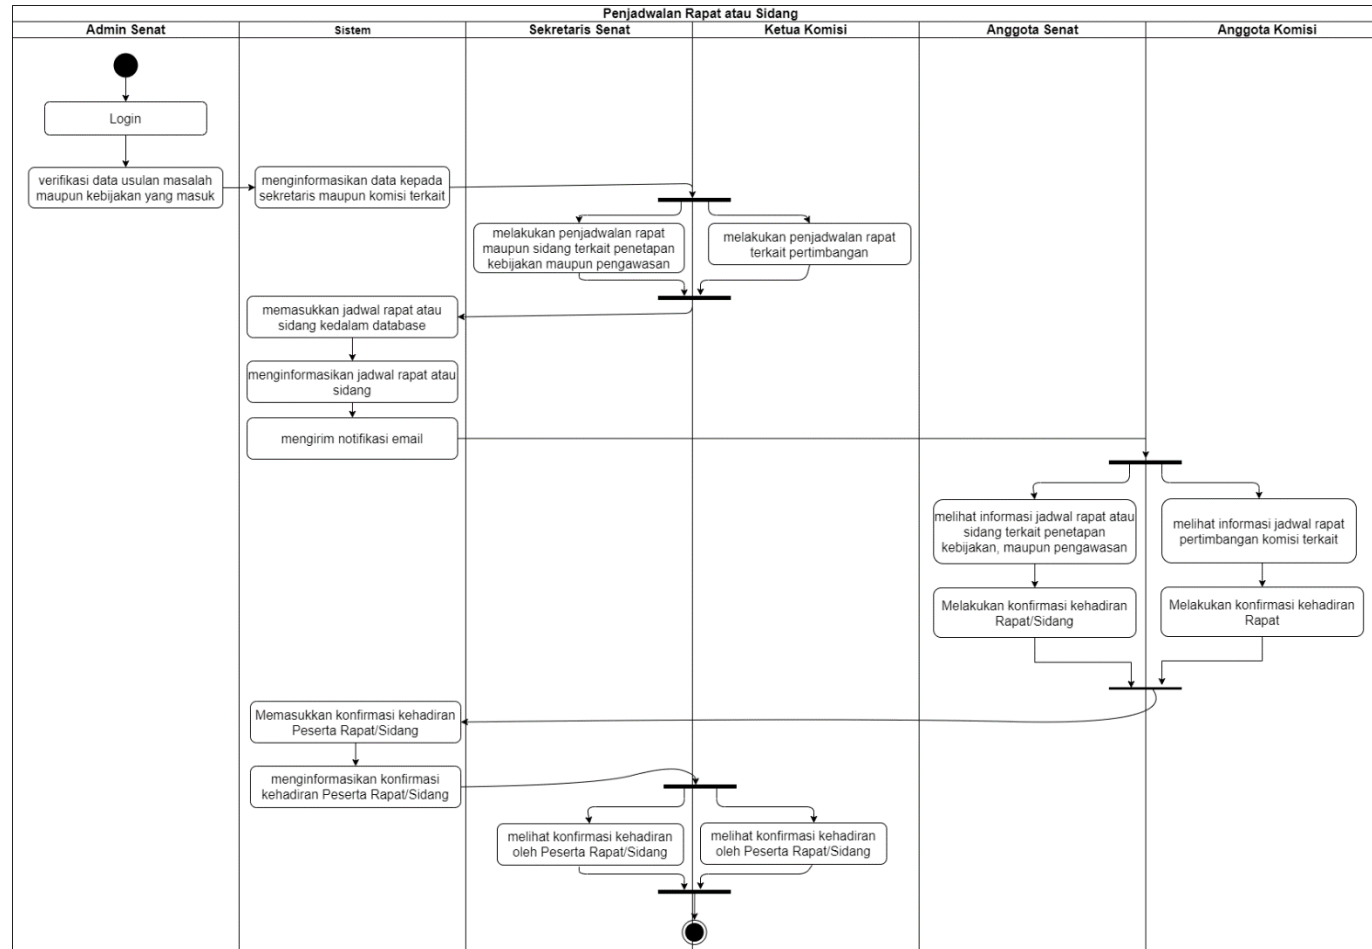 Penjadwalan Rapat atau Sidang
Admin Senat
Sistem
Sekretaris Senat
Ketua Komisi
Anggota Senat
Anggota Komisi
Login
verifikasi data usulan masalah
maupun kebijakan yang masuk
menginformasikan data kepada
sekretaris maupun komisi terkait
melakukan penjadwalan rapat
maupun sidang terkait penetapan
kebijakan maupun pengawasan
melakukan penjadwalan rapat
terkait pertimbangan
memasukkan jadwal rapat atau
sidang kedalam database
menginformasikan jadwal rapat atau
sidang
mengirim notifikasi email
melihat informasi jadwal rapat atau
sidang terkait penetapan
kebijakan, maupun pengawasan
melihat informasi jadwal rapat
pertimbangan komisi terkait
Melakukan konfirmasi kehadiran
Rapat/Sidang
Melakukan konfirmasi kehadiran
Rapat
Memasukkan konfirmasi kehadiran
Peserta Rapat/Sidang
menginformasikan konfirmasi
kehadiran Peserta Rapat/Sidang
melihat konfirmasi kehadiran
oleh Peserta Rapat/Sidang
melihat konfirmasi kehadiran
oleh Peserta Rapat/Sidang